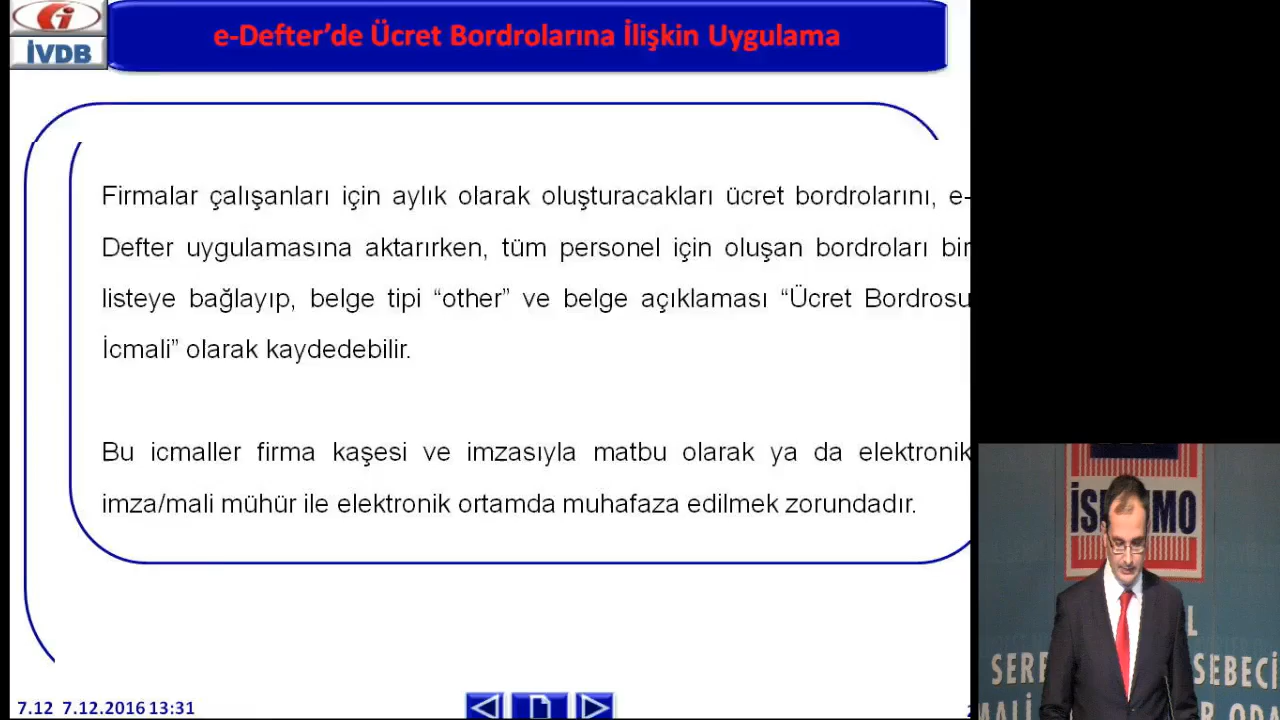 İVDB
e-Defter’de Ücret Bordrolarına İlişkin Uygulama
Firmalar çalışanları için aylık olarak oluşturacakları ücret bordrolarını, e-
Defter uygulamasına aktarırken, tüm personel için oluşan bordroları bir
listeye bağlayıp, belge tipi “other” ve belge açıklaması “Ücret Bordrosu
İcmali” olarak kaydedebilir.
Bu icmaller firma kaşesi ve imzasıyla matbu olarak ya da elektronik
imza/mali mühür ile elektronik ortamda muhafaza edilmek zorundadır.
7.12 7.12.2016 13:31